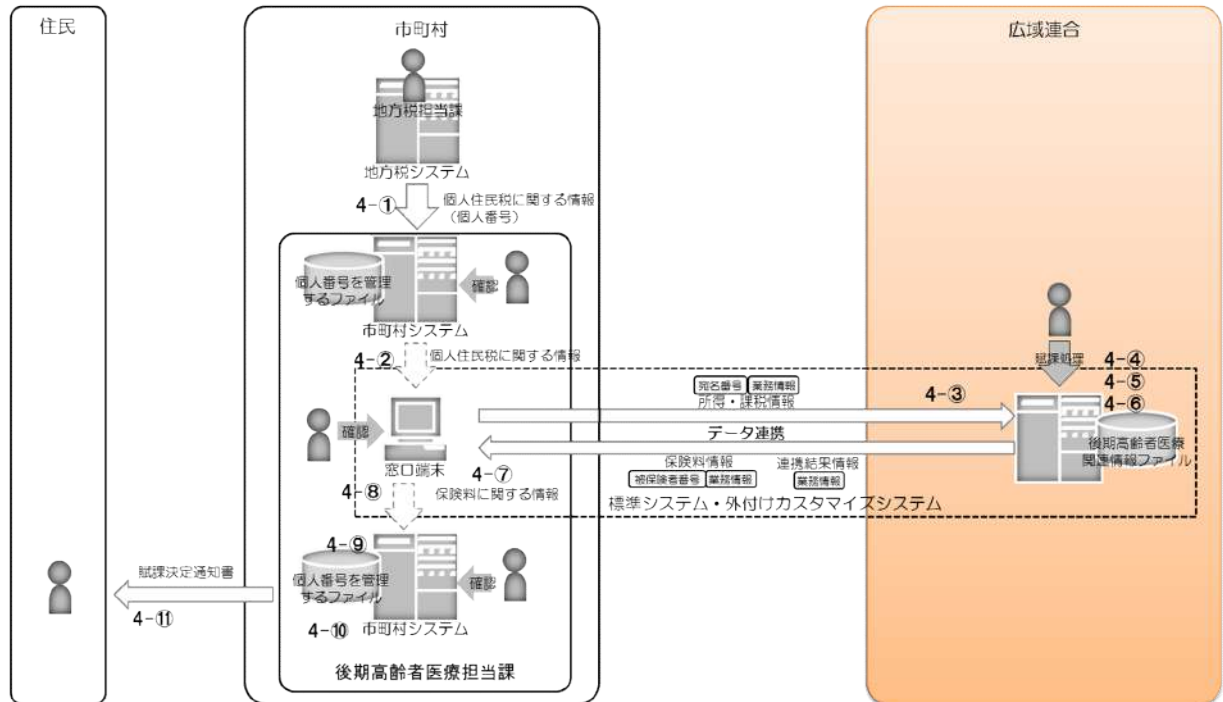 住民
市町村
広域連合
地方税担当課
地方税システム
4-①
個人住民税に関する情報
（個人番号）
個人番号を管理
するファイル
確認
市町村システム
4-②
個人住民税に関する情報
賦課処理
4-④
4-⑤
4-⑥
宛名番号
業務情報
所得・課税情報
4-③
データ連携
確認
窓口端末
4-⑦
保険料情報
被保険者番号
業務情報
連携結果情報
業務情報
後期高齢者医療
関連情報ファイル
4-⑧
保険料に関する情報
標準システム・外付けカスタマイズシステム
4-⑨
個人番号を管理
するファイル
確認
賦課決定通知書
4-⑪
4-⑩
市町村システム
後期高齢者医療担当課